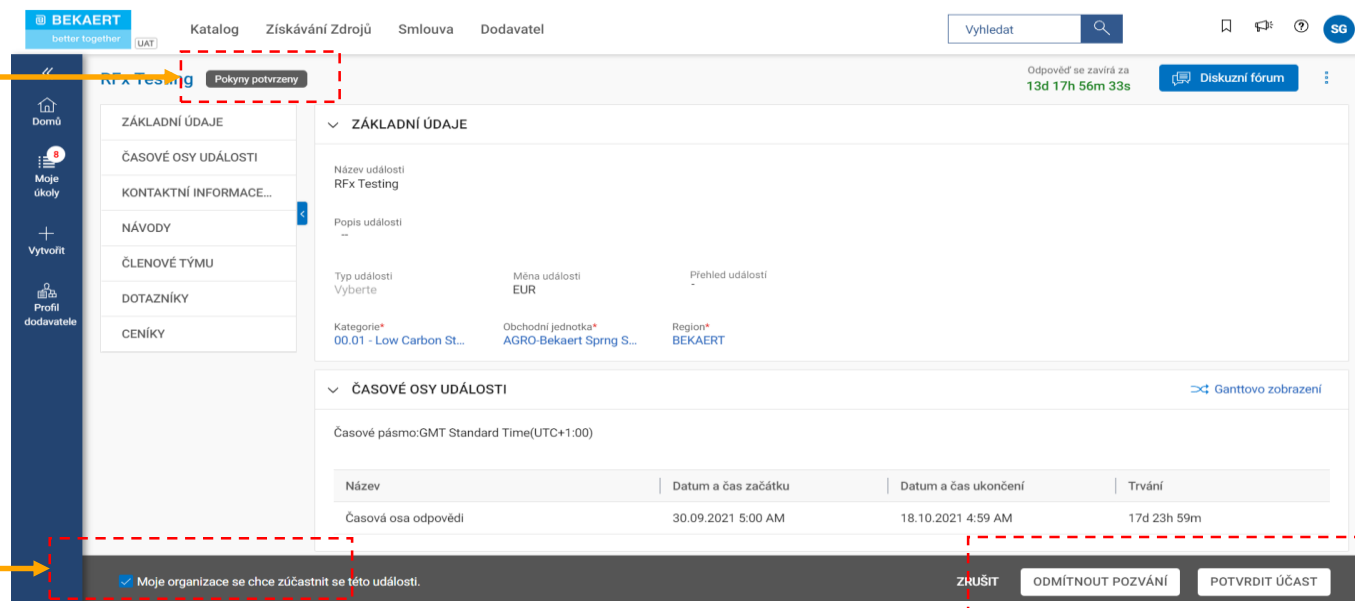 BEKAERT
better together
UAT
Katalog Získávání Zdrojů Smlouva Dodavatel
Vyhledat
SG
RFx Testing Pokyny potvrzeny
Odpověď se zavírá za
13d 17h 56m 33s
Diskuzní fórum
Domů
8
Moje
úkoly
Vytvořit
Profil
dodavatele
ZÁKLADNÍ ÚDAJE
ČASOVÉ OSY UDÁLOSTI
KONTAKTNÍ INFORMACE...
NÁVODY
ČLENOVÉ TÝMU
DOTAZNÍKY
CENÍKY
ZÁKLADNÍ ÚDAJE
Název události
RFx Testing
Popis události
--
Typ události Měna události Přehled událostí
Vyberte EUR -
Kategorie* Obchodní jednotka* Region*
00.01 - Low Carbon St... AGRO-Bekaert Sprng S... BEKAERT
ČASOVÉ OSY UDÁLOSTI Ganttovo zobrazení
Časové pásmo:GMT Standard Time(UTC+1:00)
Název Datum a čas začátku Datum a čas ukončení Trvání
Časová osa odpovědi 30.09.2021 5:00 AM 18.10.2021 4:59 AM 17d 23h 59m
Moje organizace se chce zúčastnit se této události.
ZRUŠIT ODMÍTNOUT POZVÁNÍ POTVRDIT ÚČAST